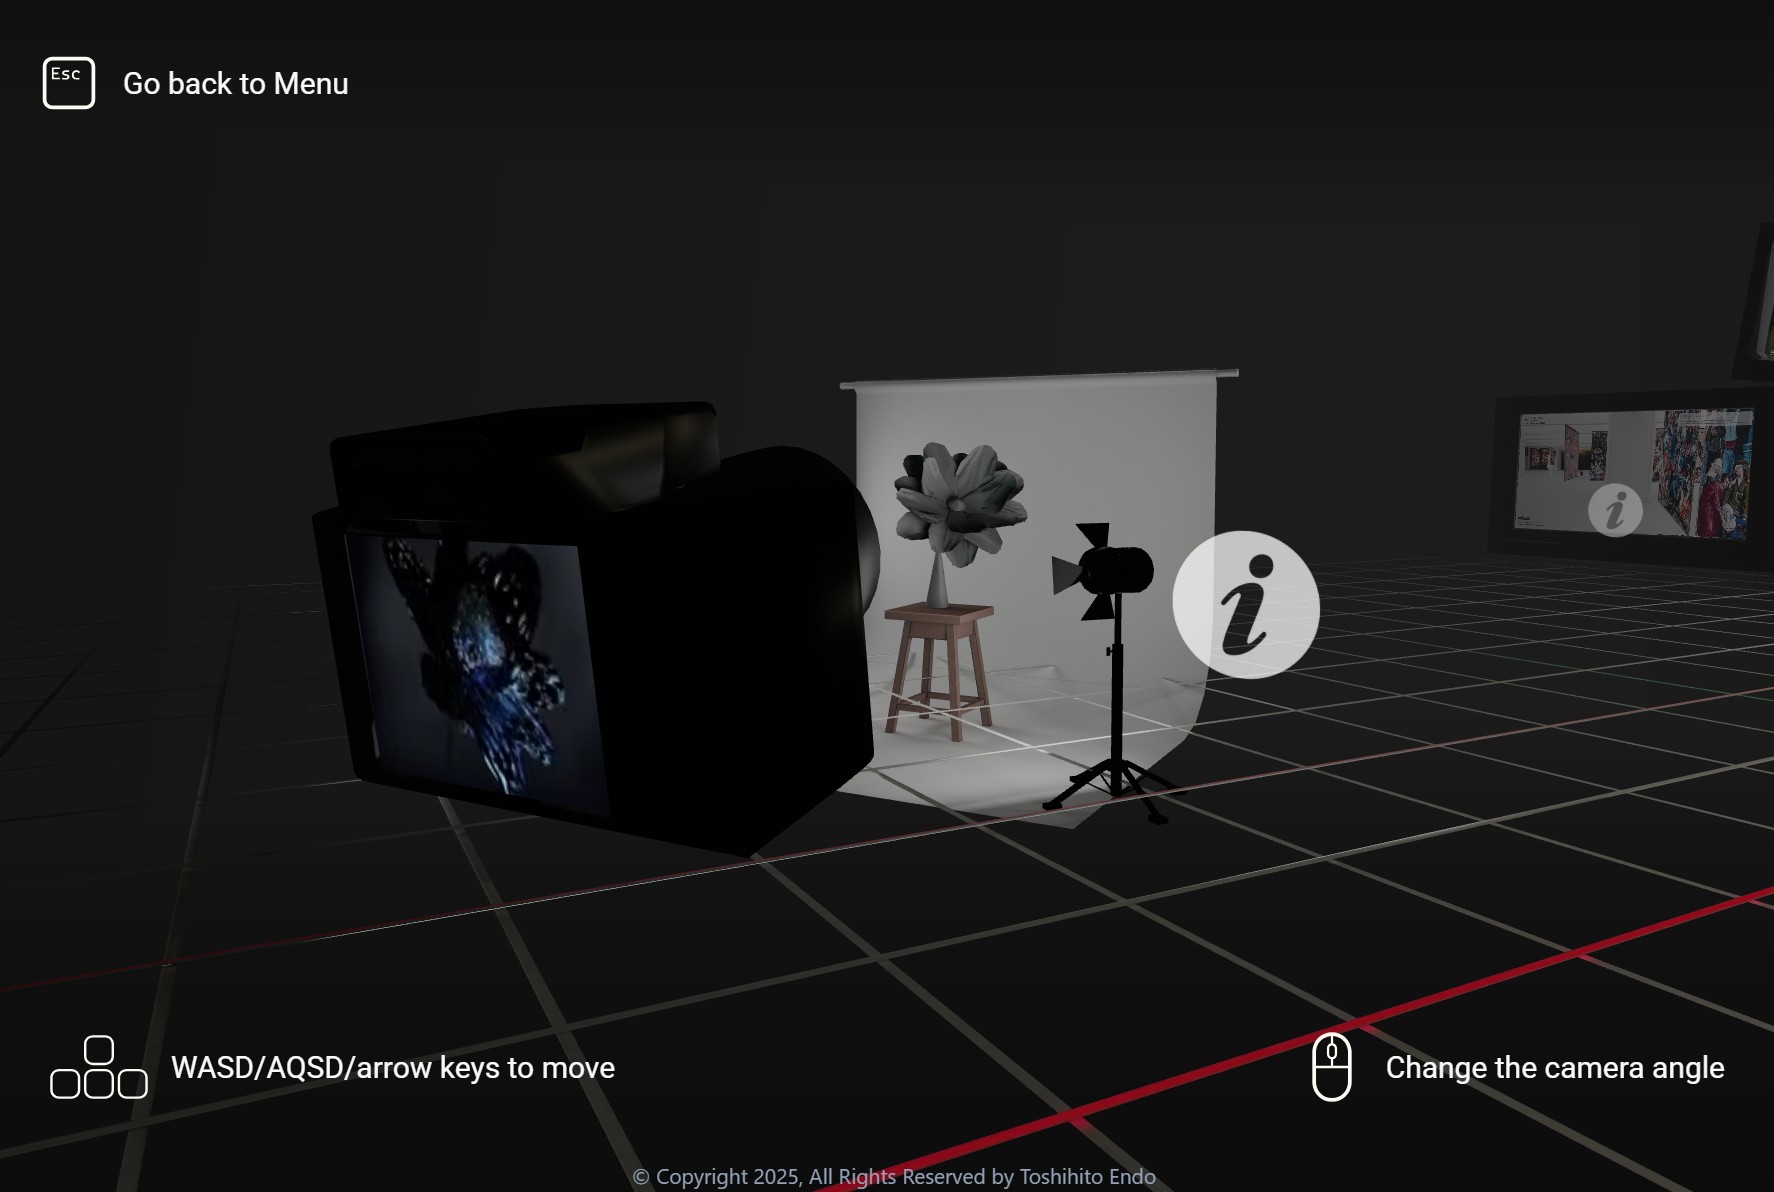 Esc
Go back to Menu
i
i
WASD/AQSD/arrow keys to move
Change the camera angle
© Copyright 2025, All Rights Reserved by Toshihito Endo